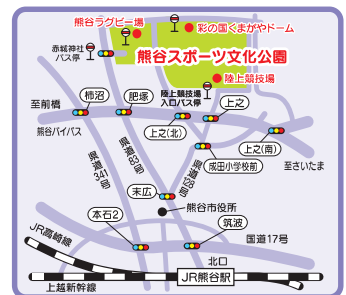 熊谷ラグビー場
彩の国くまがやドーム
赤城神社
バス停
熊谷スポーツ文化公園
陸上競技場
陸上競技場
入口バス停
柿沼
肥塚
上之
至前橋
上之(北)
熊谷バイパス
上之(南)
成田小学校前
至さいたま
県道341号
県道83号
県道128号
末広
熊谷市役所
本石2
筑波
国道17号
JR高崎線
北口
JR熊谷駅
上越新幹線